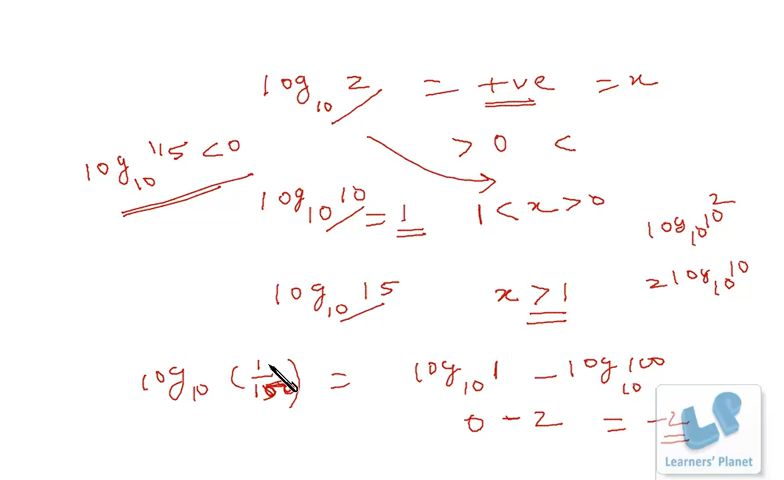 log₁₀ 2 = +ve = x
> 0 <
log₁₀ 1/5 < 0
log₁₀ 10 = 1
1 < x > 0
log₁₀ 10²
2 log₁₀ 10
log₁₀ 15 x > 1
log₁₀ (1/100) = log₁₀ 1 - log₁₀ 100
0 - 2 = -2
LP
Learners' Planet